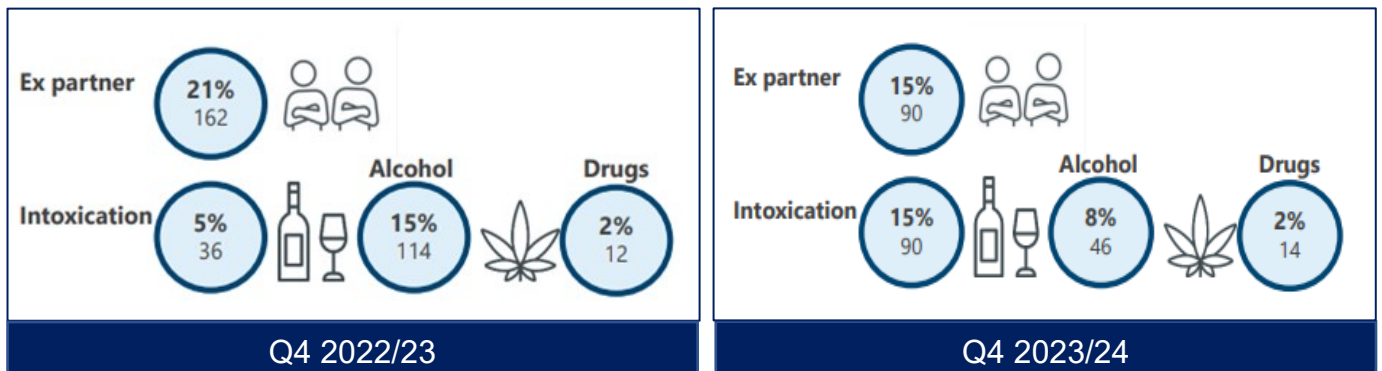 Ex partner
21%
162
Alcohol
Drugs
Intoxication
5%
36
15%
114
2%
12
Q4 2022/23
Ex partner
15%
90
Alcohol
Drugs
Intoxication
15%
90
8%
46
2%
14
Q4 2023/24